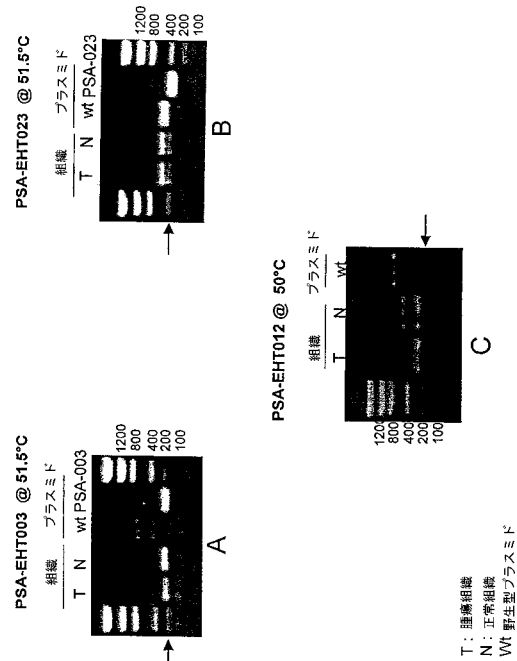 PSA-EHT003 @ 51.5°C
組織
プラスミド
T N wt PSA-003
1200
800
400
200
100
A
PSA-EHT023 @ 51.5°C
組織
プラスミド
T N wt PSA-023
1200
800
400
200
100
B
PSA-EHT012 @ 50°C
組織
プラスミド
T N wt
1200
800
400
200
100
C
T: 腫瘍組織
N: 正常組織
Wt 野生型プラスミド